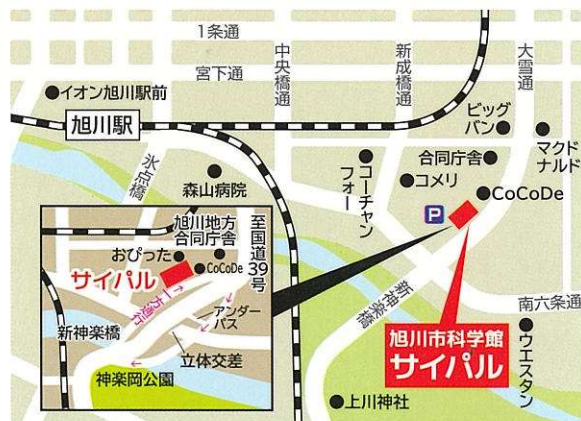 1条通
宮下通
中央橋通
新成橋通
大雪通
イオン旭川駅前
旭川駅
氷点橋
森山病院
コーチャン
フォー
ビッグ
バン
マクド
ナルド
合同庁舎
コメリ
CoCoDe
P
新神楽橋
南六条通
ウエスタン
上川神社
旭川市科学館
サイパル
旭川地方
合同庁舎
至国道39号
おぴった
CoCoDe
サイパル
一方通行
アンダー
パス
新神楽橋
立体交差
神楽岡公園